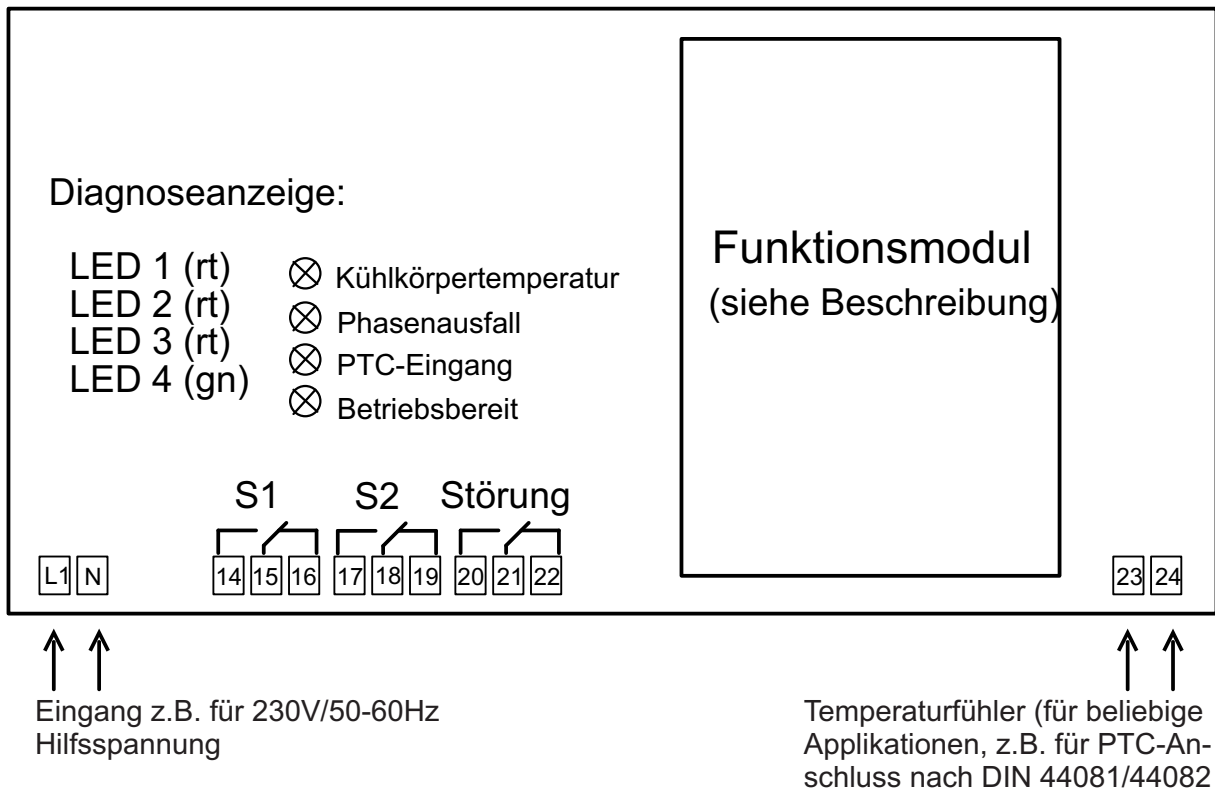 Diagnoseanzeige:
LED 1 (rt) Kühlkörpertemperatur
LED 2 (rt) Phasenausfall
LED 3 (rt) PTC-Eingang
LED 4 (gn) Betriebsbereit
Funktionsmodul
(siehe Beschreibung)
S1 S2 Störung
L1 N 14 15 16 17 18 19 20 21 22 23 24
Eingang z.B. für 230V/50-60Hz
Hilfsspannung
Temperaturfühler (für beliebige
Applikationen, z.B. für PTC-An-
schluss nach DIN 44081/44082